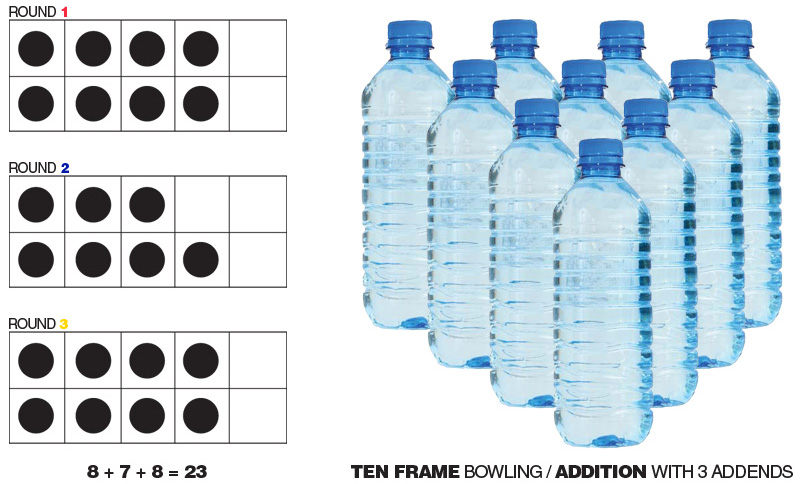 ROUND 1
ROUND 2
ROUND 3
8 + 7 + 8 = 23
TEN FRAME BOWLING / ADDITION WITH 3 ADDENDS